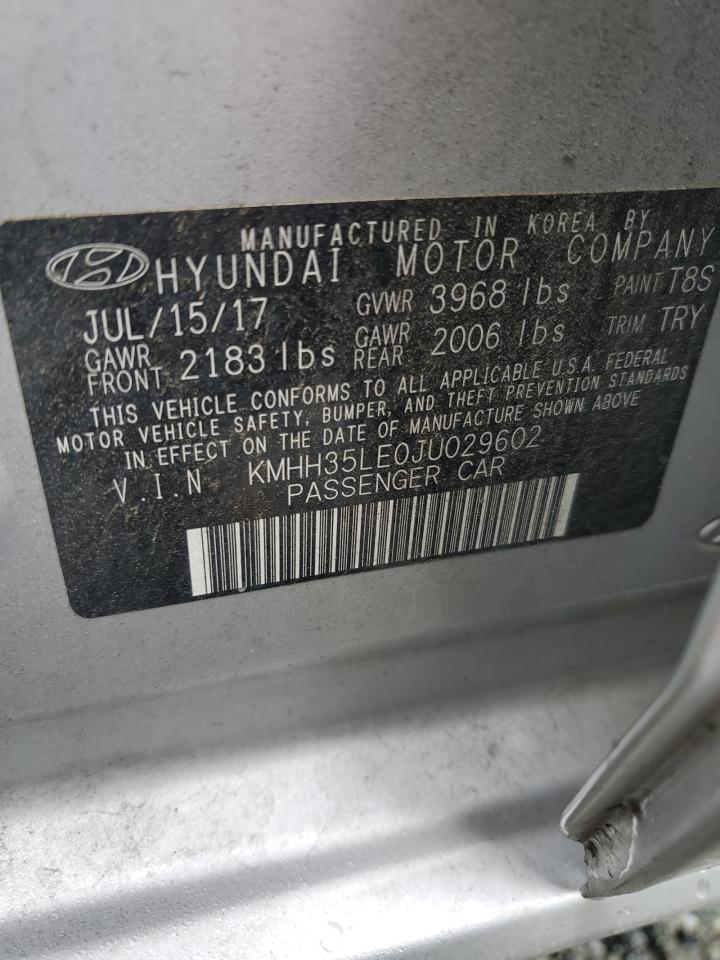 MANUFACTURED IN KOREA BY
HYUNDAI MOTOR COMPANY
JUL/15/17 GVWR 3968 lbs PAINT T8S
GAWR FRONT 2183 lbs GAWR REAR 2006 lbs TRIM TRY
THIS VEHICLE CONFORMS TO ALL APPLICABLE U.S.A. FEDERAL
MOTOR VEHICLE SAFETY, BUMPER, AND THEFT PREVENTION STANDARDS
IN EFFECT ON THE DATE OF MANUFACTURE SHOWN ABOVE
V.I.N KMHH35LE0JU029602
PASSENGER CAR